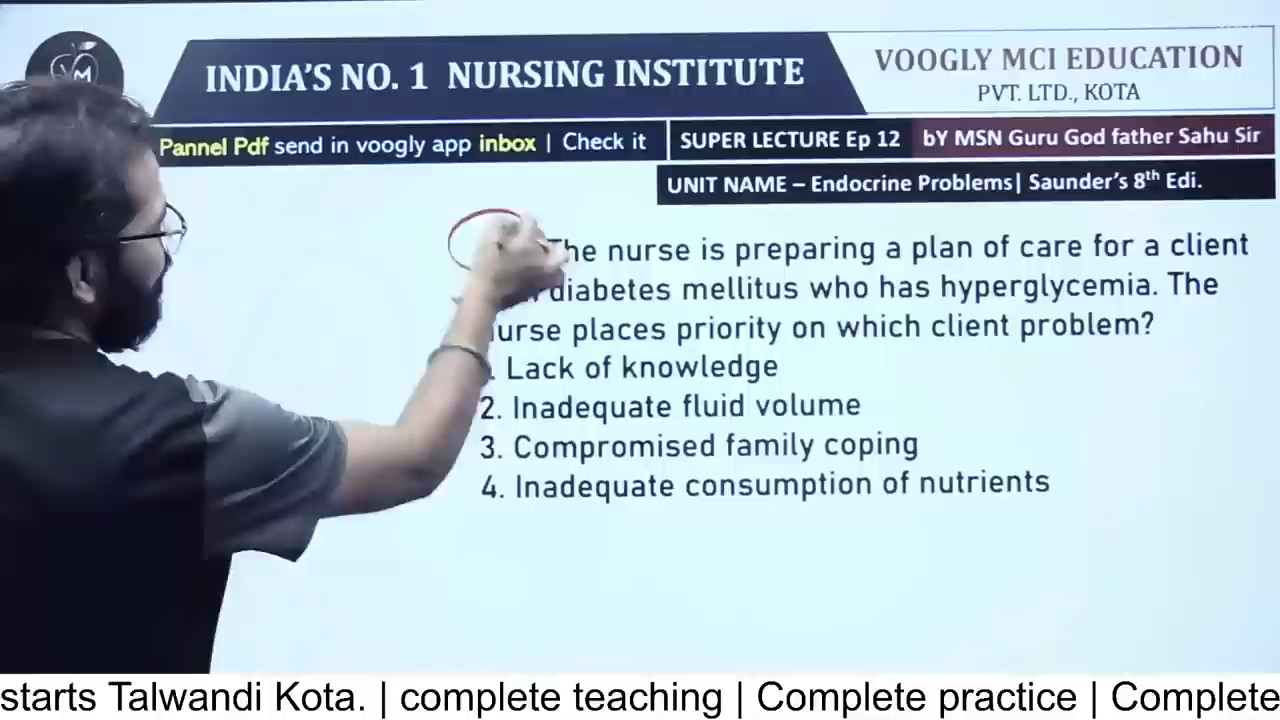 VM
INDIA'S NO. 1 NURSING INSTITUTE
VOOGLY MCI EDUCATION
PVT. LTD., KOTA
Pannel Pdf send in voogly app inbox | Check it
SUPER LECTURE Ep 12 bY MSN Guru God father Sahu Sir
UNIT NAME – Endocrine Problems| Saunder's 8th Edi.
The nurse is preparing a plan of care for a client
diabetes mellitus who has hyperglycemia. The
urse places priority on which client problem?
. Lack of knowledge
2. Inadequate fluid volume
3. Compromised family coping
4. Inadequate consumption of nutrients
starts Talwandi Kota. | complete teaching | Complete practice | Complete